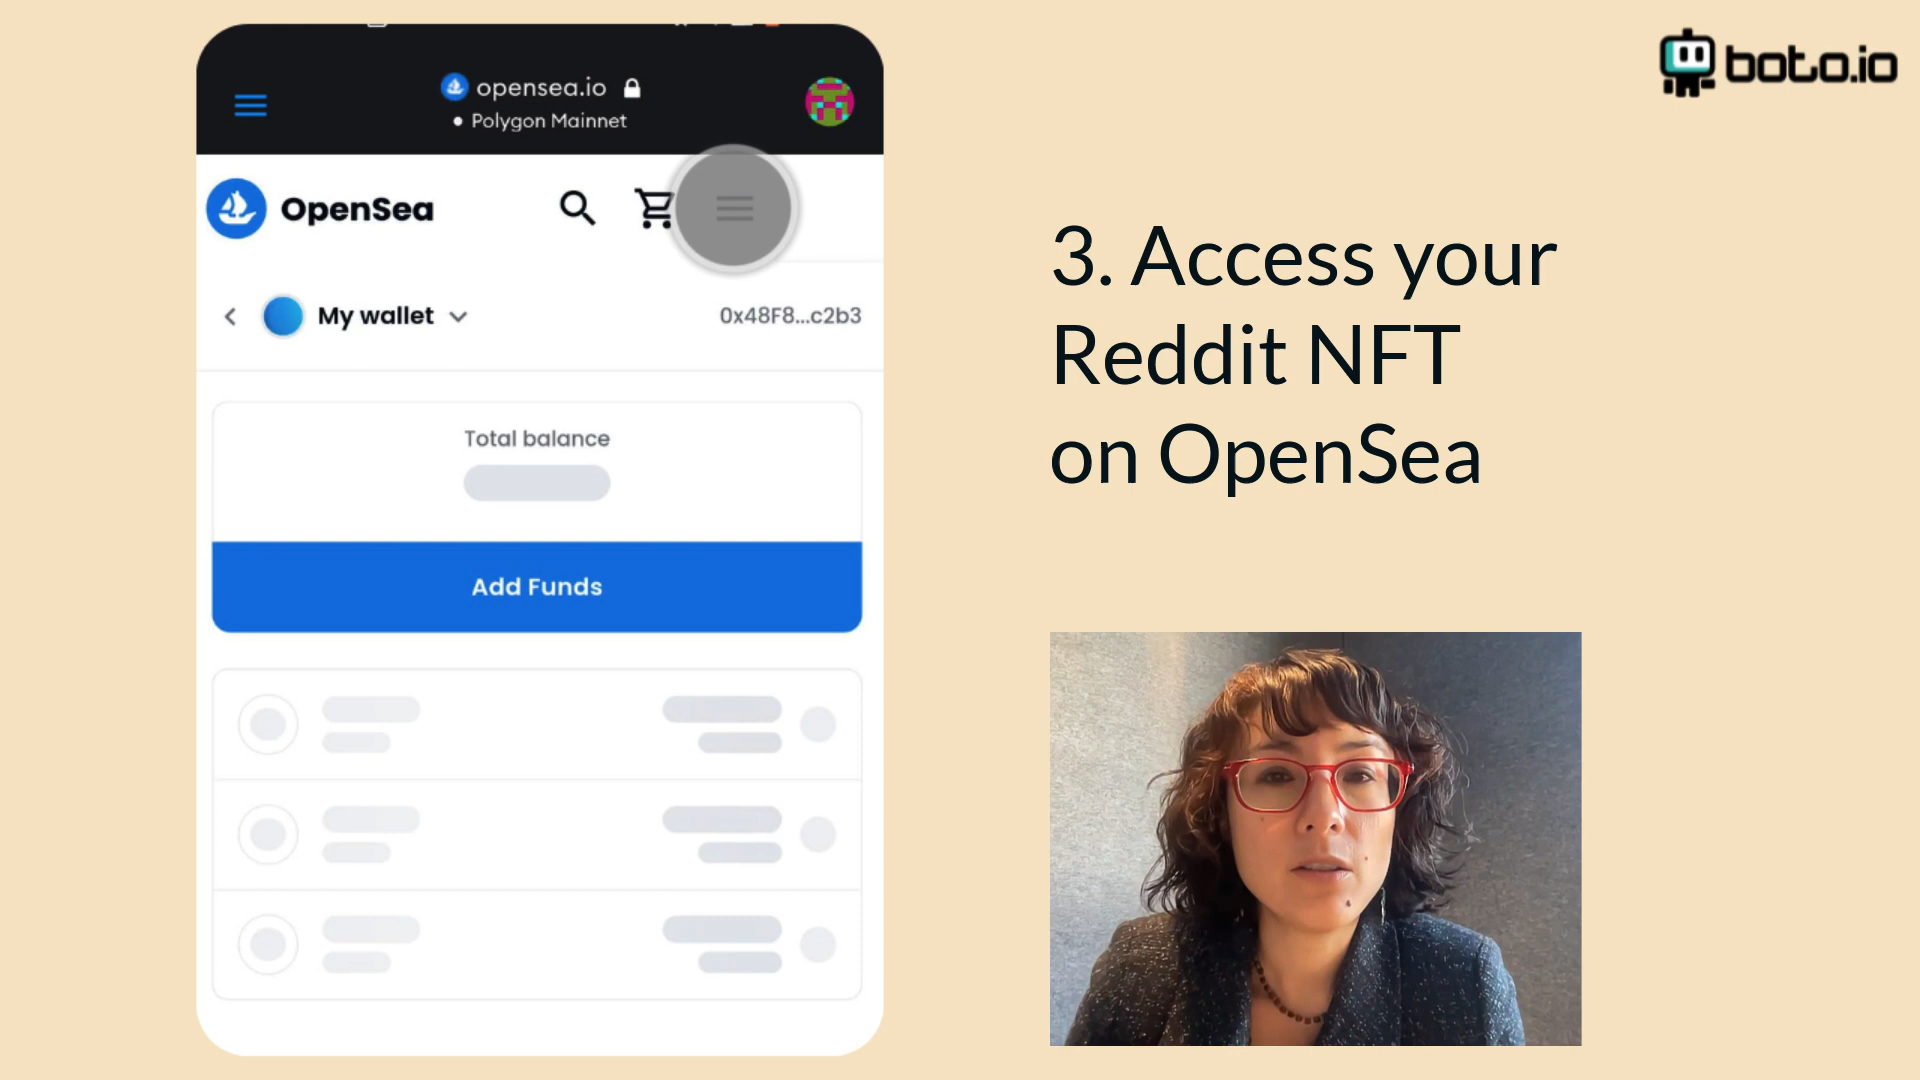 opensea.io
Polygon Mainnet
OpenSea
My wallet
0x48F8...c2b3
Total balance
Add Funds
boto.io
3. Access your
Reddit NFT
on OpenSea